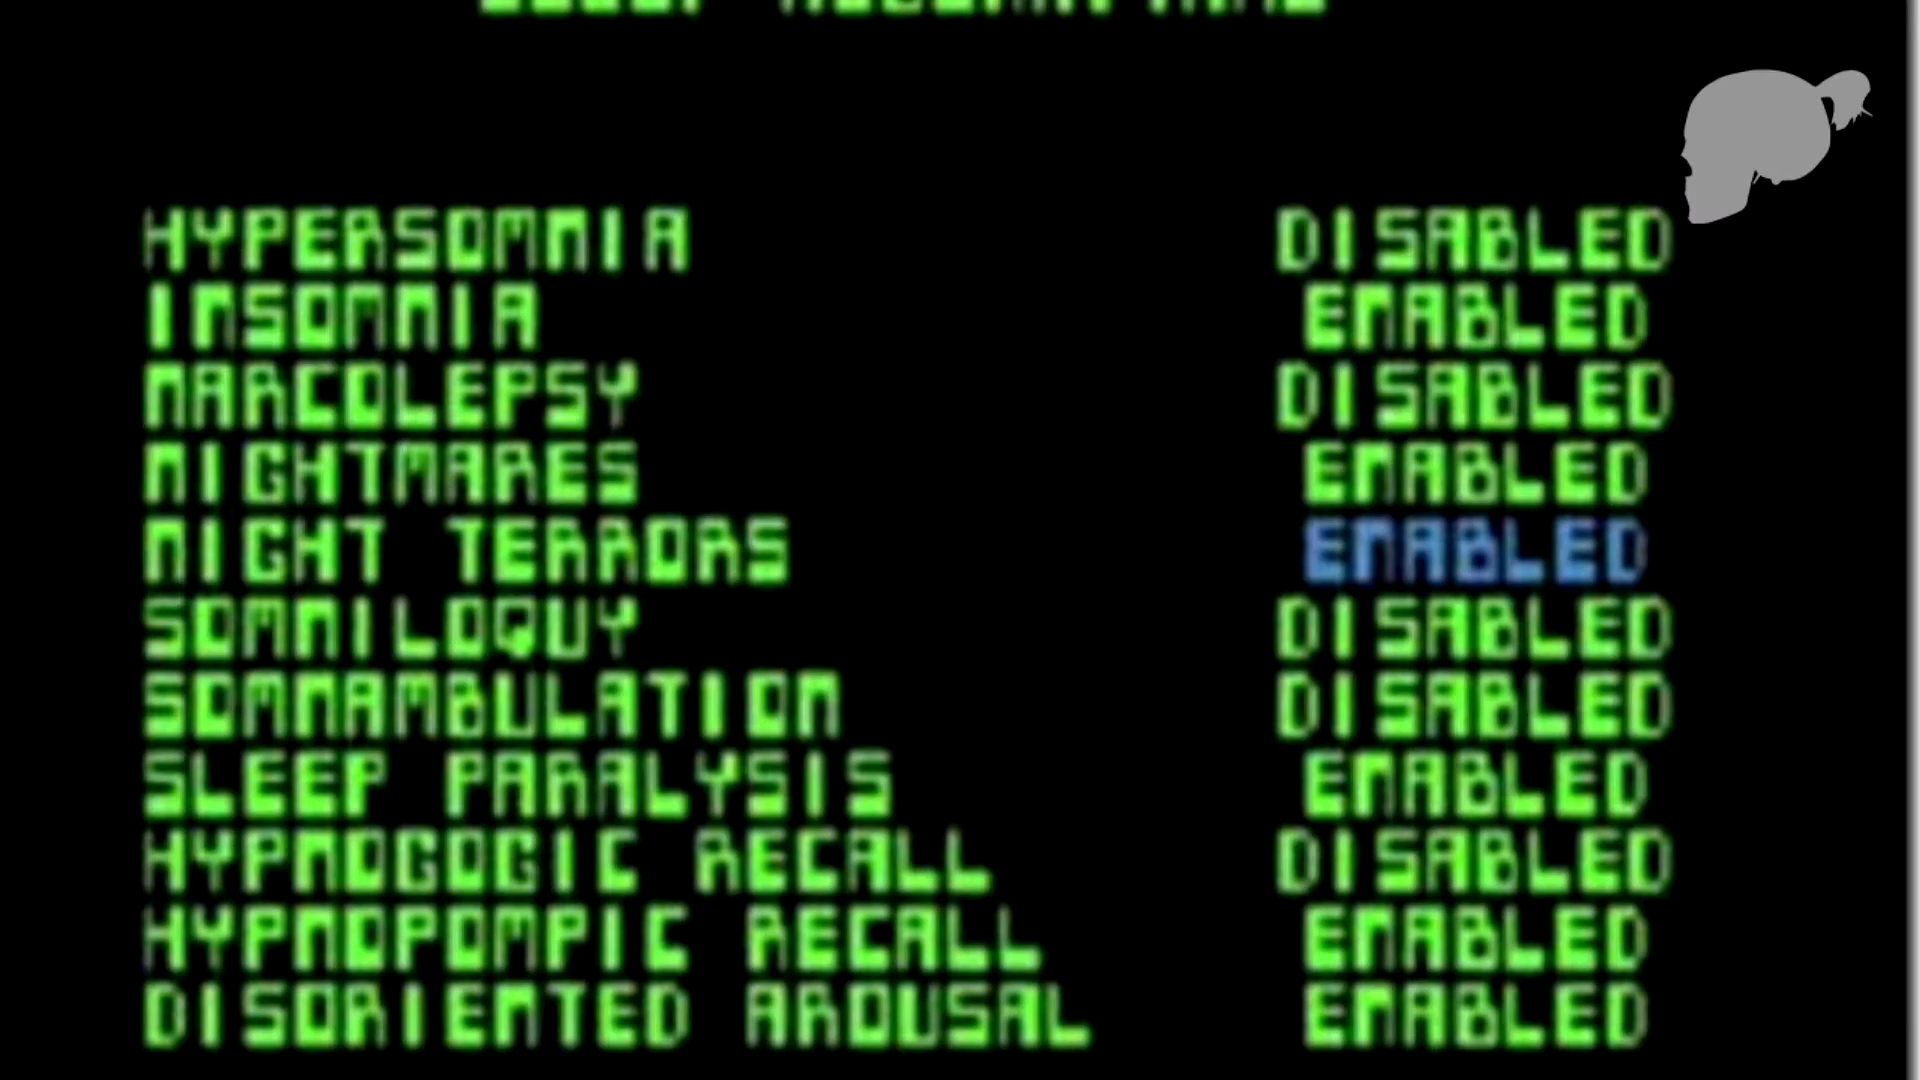 HYPERSOMNIA DISABLED
INSOMNIA ENABLED
NARCOLEPSY DISABLED
NIGHTMARES ENABLED
NIGHT TERRORS ENABLED
SOMNILOQUY DISABLED
SOMNAMBULATION DISABLED
SLEEP PARALYSIS ENABLED
HYPNOGOGIC RECALL DISABLED
HYPNOPOMPIC RECALL ENABLED
DISORIENTED AROUSAL ENABLED